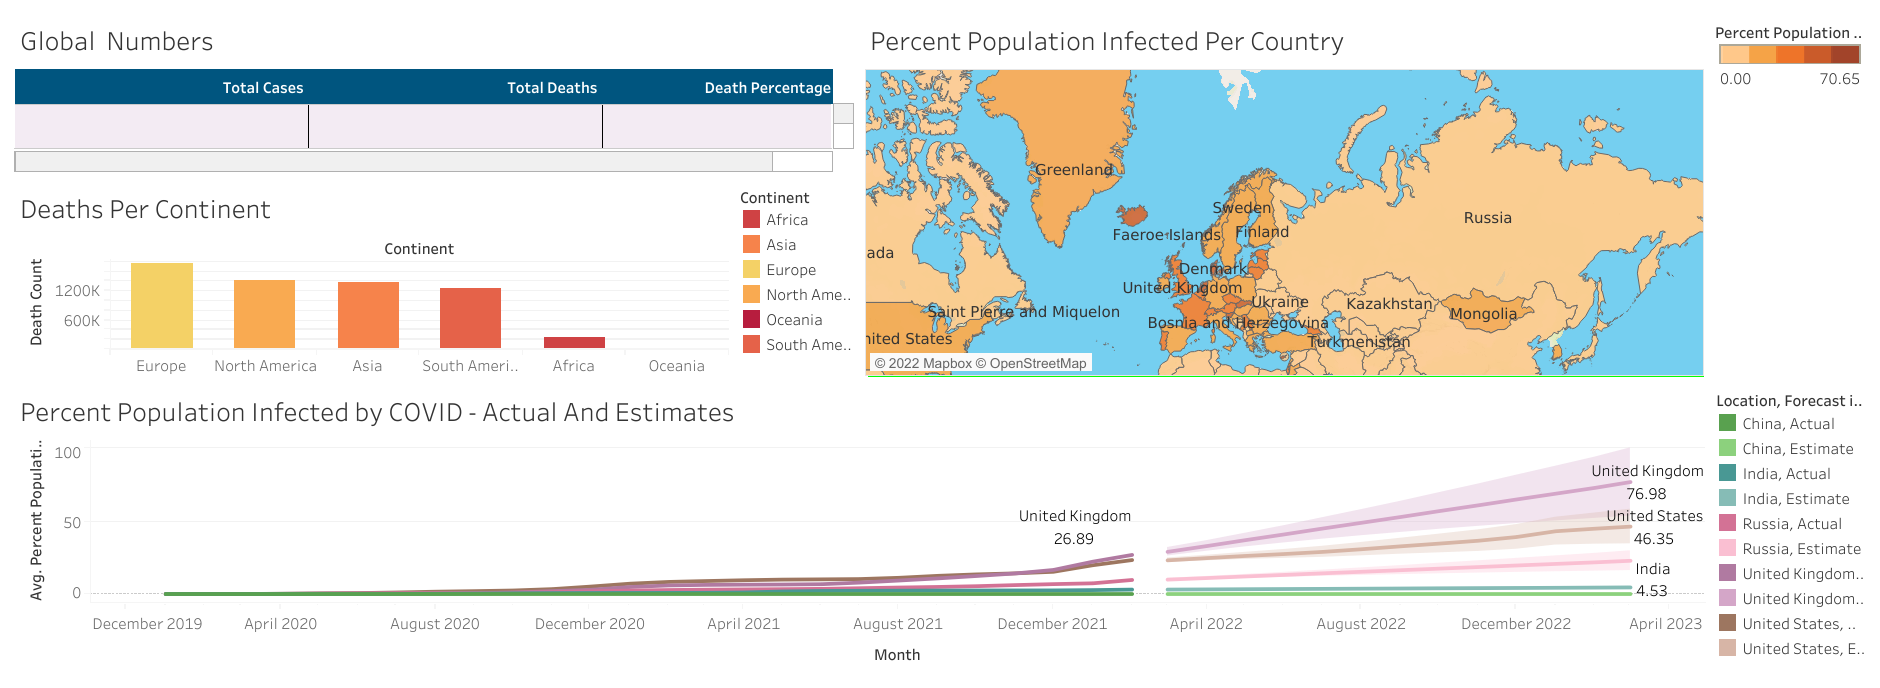 Global  Numbers
Total Cases
Total Deaths
Death Percentage
Deaths Per Continent
Continent
Death Count
1200K
600K
Europe
North America
Asia
South Ameri..
Africa
Oceania
Continent
Africa
Asia
Europe
North Ame..
Oceania
South Ame..
Percent Population Infected Per Country
Greenland
Sweden
Russia
Faeroe Islands
Finland
ada
Denmark
United Kingdom
Ukraine
Kazakhstan
Saint Pierre and Miquelon
Mongolia
Bosnia and Herzegovina
nited States
Turkmenistan
© 2022 Mapbox © OpenStreetMap
Percent Population ..
0.00
70.65
Percent Population Infected by COVID - Actual And Estimates
Avg. Percent Populati..
100
50
0
United Kingdom
26.89
United Kingdom
76.98
United States
46.35
India
4.53
December 2019
April 2020
August 2020
December 2020
April 2021
August 2021
December 2021
April 2022
August 2022
December 2022
April 2023
Month
Location, Forecast i..
China, Actual
China, Estimate
India, Actual
India, Estimate
Russia, Actual
Russia, Estimate
United Kingdom..
United Kingdom..
United States, ..
United States, E..